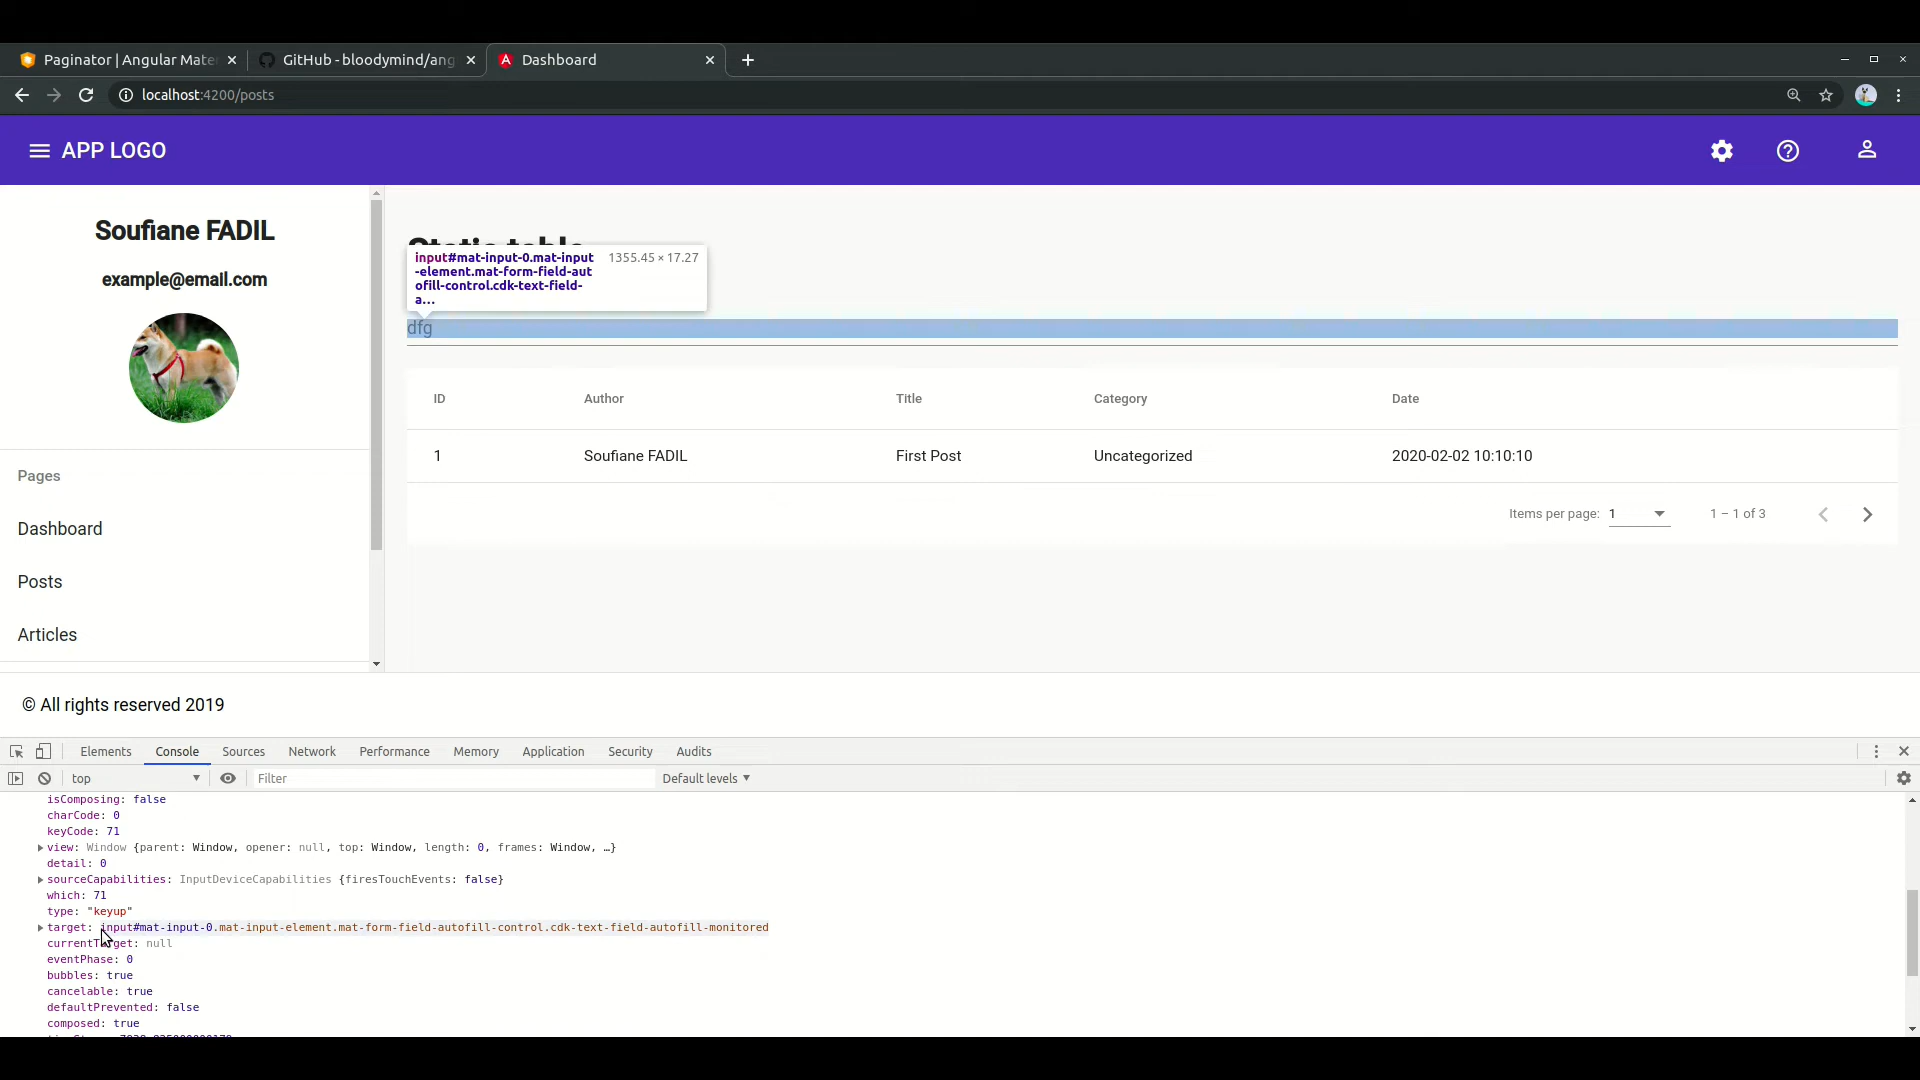 Paginator | Angular Mate
GitHub - bloodymind/ang
Dashboard
localhost:4200/posts
APP LOGO
Soufiane FADIL
example@email.com
Pages
Dashboard
Posts
Articles
Static table
input#mat-input-0.mat-input
-element.mat-form-field-aut
ofill-control.cdk-text-field-
a…
1355.45 × 17.27
dfg
ID Author Title Category Date
1 Soufiane FADIL First Post Uncategorized 2020-02-02 10:10:10
Items per page: 1 1 – 1 of 3
© All rights reserved 2019
Elements Console Sources Network Performance Memory Application Security Audits
top Filter Default levels
isComposing: false
charCode: 0
keyCode: 71
view: Window {parent: Window, opener: null, top: Window, length: 0, frames: Window, …}
detail: 0
sourceCapabilities: InputDeviceCapabilities {firesTouchEvents: false}
which: 71
type: "keyup"
target: input#mat-input-0.mat-input-element.mat-form-field-autofill-control.cdk-text-field-autofill-monitored
currentTarget: null
eventPhase: 0
bubbles: true
cancelable: true
defaultPrevented: false
composed: true